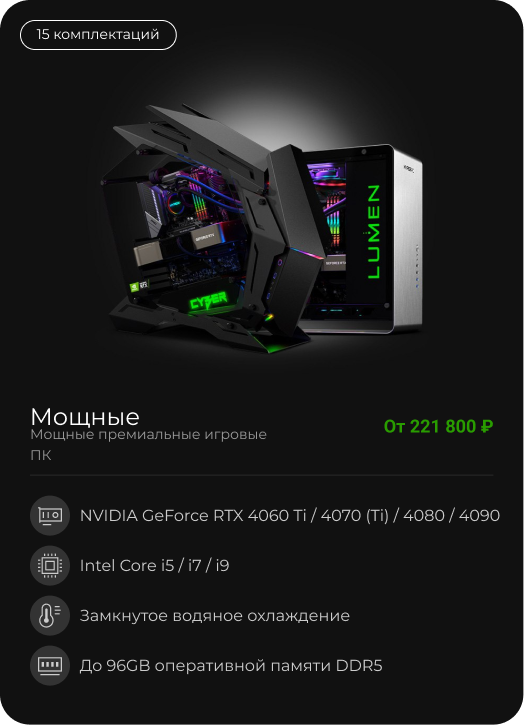 15 комплектаций
LUMEN
CYBER
Мощные
От 221 800 ₽
Мощные премиальные игровые
ПК
NVIDIA GeForce RTX 4060 Ti / 4070 (Ti) / 4080 / 4090
Intel Core i5 / i7 / i9
Замкнутое водяное охлаждение
До 96GB оперативной памяти DDR5